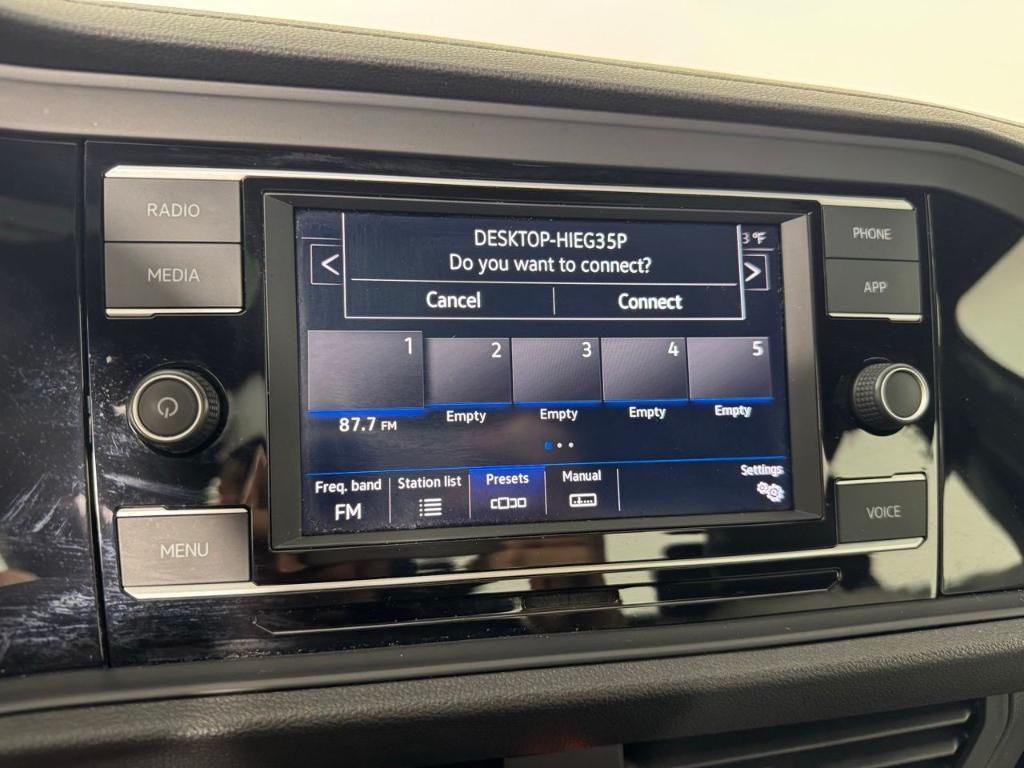 RADIO
MEDIA
MENU
DESKTOP-HIEG35P
Do you want to connect?
Cancel
Connect
3 °F
<
>
1
2
3
4
5
87.7 FM
Empty
Empty
Empty
Empty
Freq. band
FM
Station list
Presets
Manual
Settings
PHONE
APP
VOICE